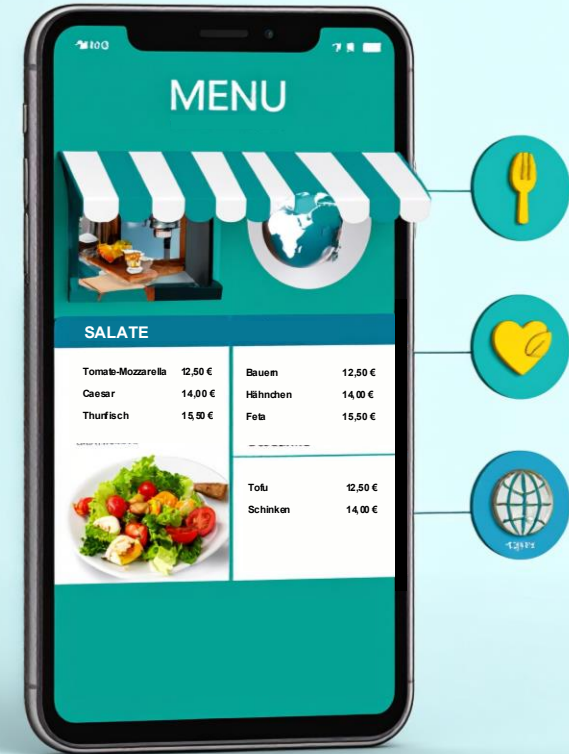 MENU
SALATE
Tomate-Mozzarella 12,50 €
Caesar 14,00 €
Thunfisch 15,50 €
Bauern 12,50 €
Hähnchen 14,00 €
Feta 15,50 €
Tofu 12,50 €
Schinken 14,00 €